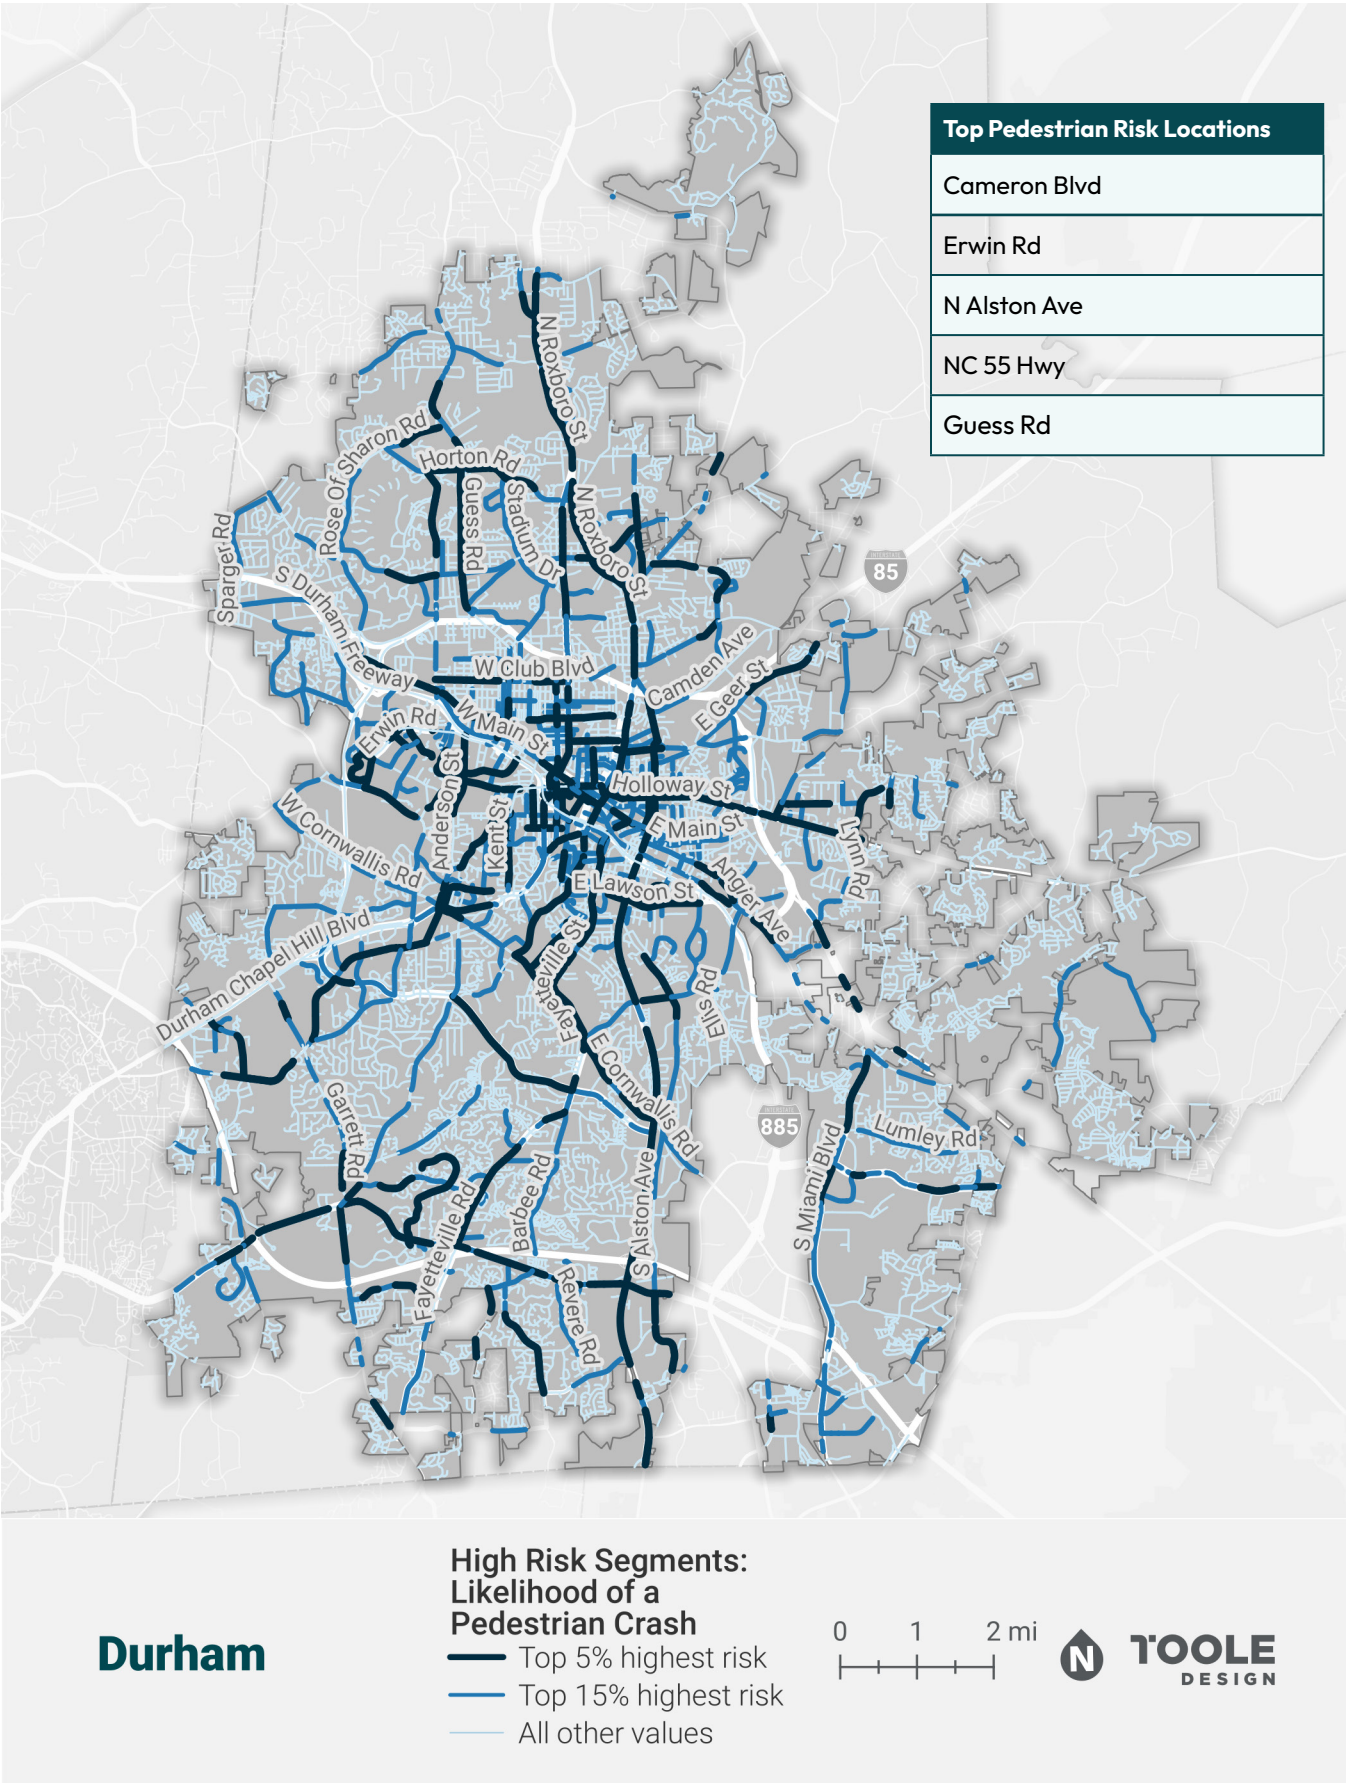 Top Pedestrian Risk Locations
Cameron Blvd
Erwin Rd
N Alston Ave
NC 55 Hwy
Guess Rd
N Roxboro St
Rose Of Sharon Rd
Horton Rd
Guess Rd
Stadium Dr
N Roxboro St
Sparger Rd
S Durham Freeway
INTERSTATE
85
W Club Blvd
Camden Ave
E Geer St
Erwin Rd
W Main St
Anderson St
Holloway St
W Cornwallis Rd
Kent St
E Main St
Lynn Rd
E Lawson St
Angier Ave
Durham Chapel Hill Blvd
Fayetteville St
Ellis Rd
E Cornwallis Rd
Garrett Rd
INTERSTATE
885
Lumley Rd
S Miami Blvd
Barbee Rd
S Alston Ave
Fayetteville Rd
Revere Rd
High Risk Segments:
Likelihood of a
Pedestrian Crash
Top 5% highest risk
Top 15% highest risk
All other values
Durham
0 1 2 mi
N
TOOLE
DESIGN